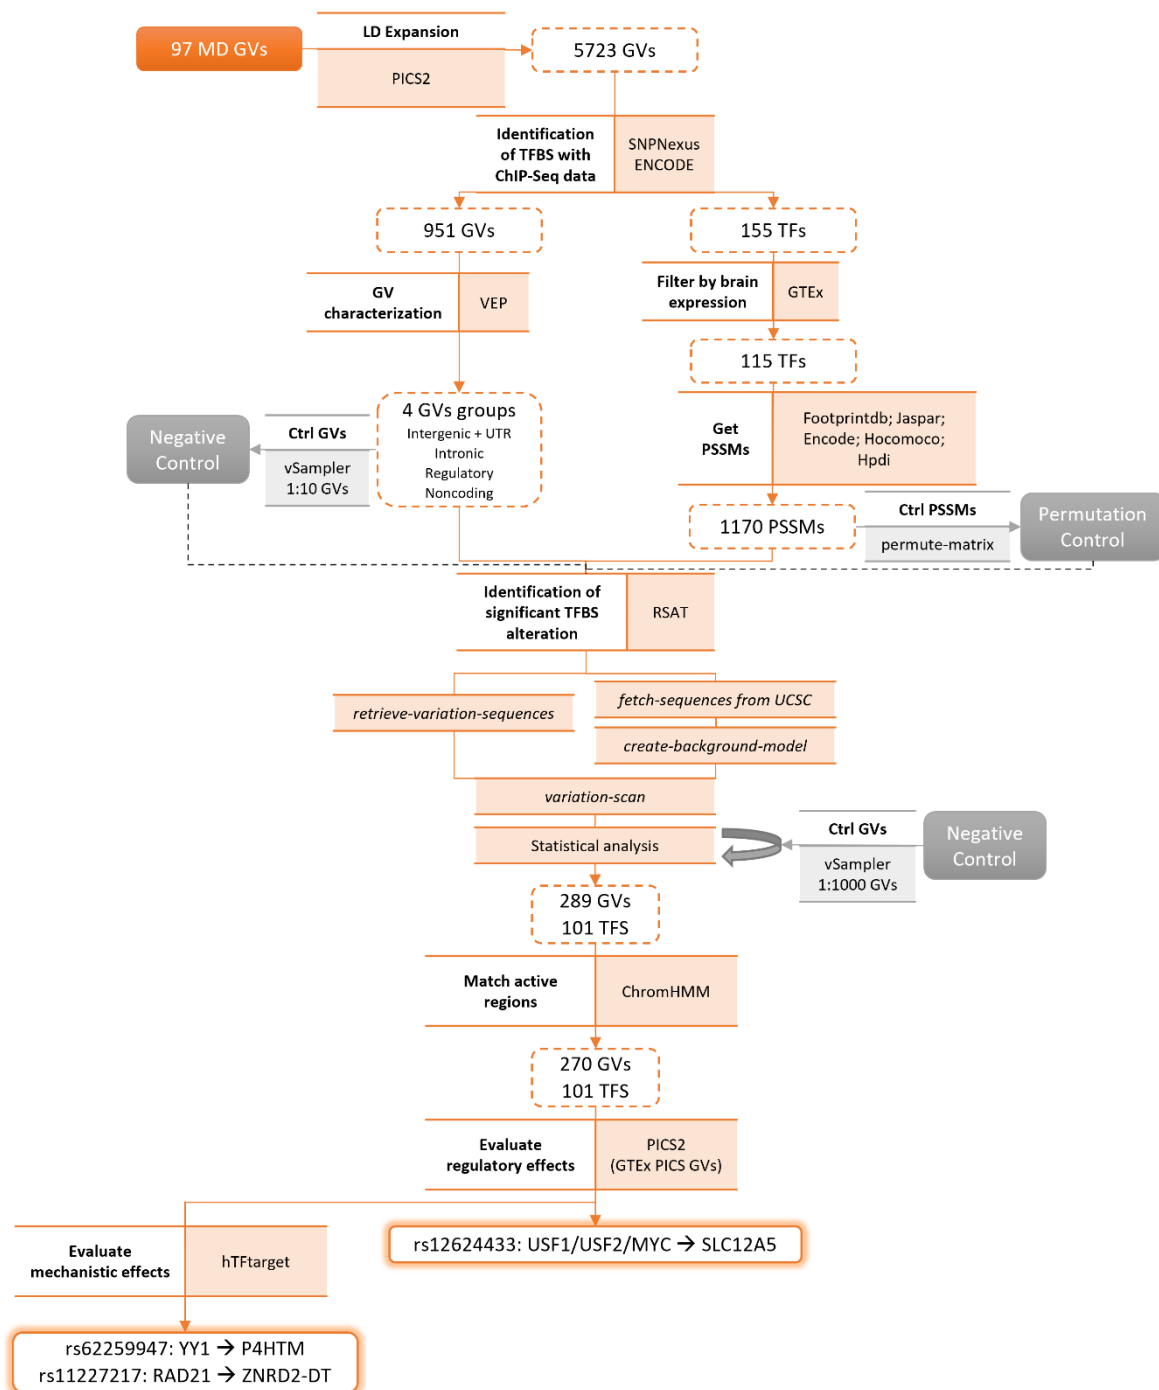 97 MD GVs
LD Expansion
PICS2
5723 GVs
Identification
of TFBS with
ChIP-Seq data
SNPNexus
ENCODE
951 GVs
155 TFs
GV
characterization
VEP
Filter by brain
expression
GTEx
115 TFs
4 GVs groups
Intergenic + UTR
Intronic
Regulatory
Noncoding
Ctrl GVs
vSampler
1:10 GVs
Negative
Control
Get
PSSMs
Footprintdb; Jaspar;
Encode; Hocomoco;
Hpdi
1170 PSSMs
Ctrl PSSMs
permute-matrix
Permutation
Control
Identification of
significant TFBS
alteration
RSAT
retrieve-variation-sequences
fetch-sequences from UCSC
create-background-model
variation-scan
Statistical analysis
Ctrl GVs
vSampler
1:1000 GVs
Negative
Control
289 GVs
101 TFS
Match active
regions
ChromHMM
270 GVs
101 TFS
Evaluate
regulatory effects
PICS2
(GTEx PICS GVs)
rs12624433: USF1/USF2/MYC → SLC12A5
Evaluate
mechanistic effects
hTFtarget
rs62259947: YY1 → P4HTM
rs11227217: RAD21 → ZNRD2-DT